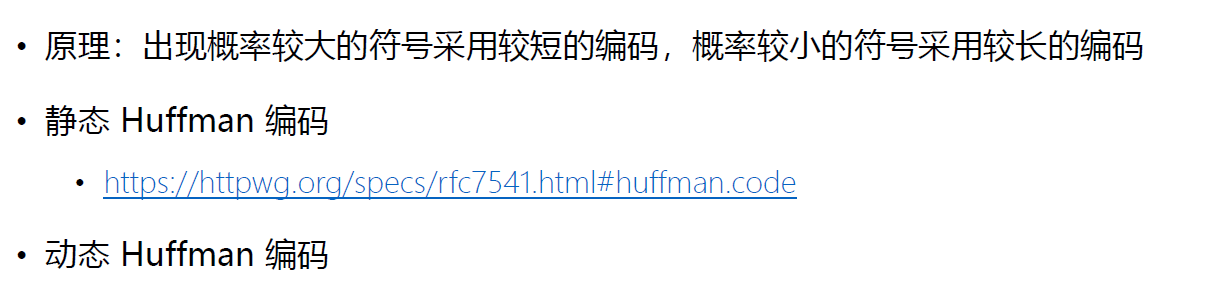 • 原理：出现概率较大的符号采用较短的编码，概率较小的符号采用较长的编码
• 静态 Huffman 编码
• https://httpwg.org/specs/rfc7541.html#huffman.code
• 动态 Huffman 编码